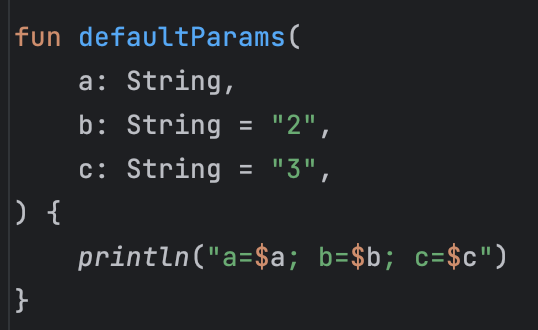 fun defaultParams(
    a: String,
    b: String = "2",
    c: String = "3",
) {
    println("a=$a; b=$b; c=$c")
}